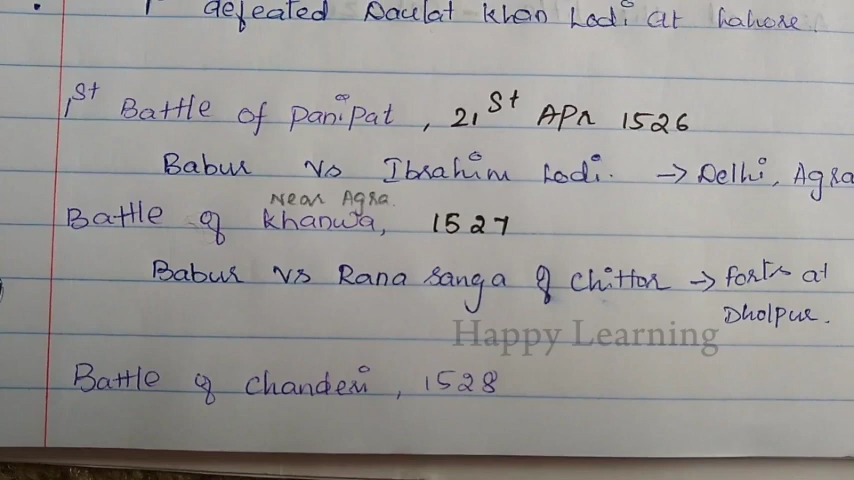 defeated Daulat khan Lodi at Lahore.
1st Battle of Panipat, 21st APR 1526
Babur vs Ibrahim Lodi. → Delhi, Agra
Near Agra.
Battle of khanwa, 1527
Babur vs Rana Sanga of Chittor → forts at
Dholpur.
Happy Learning
Battle of Chanderi, 1528